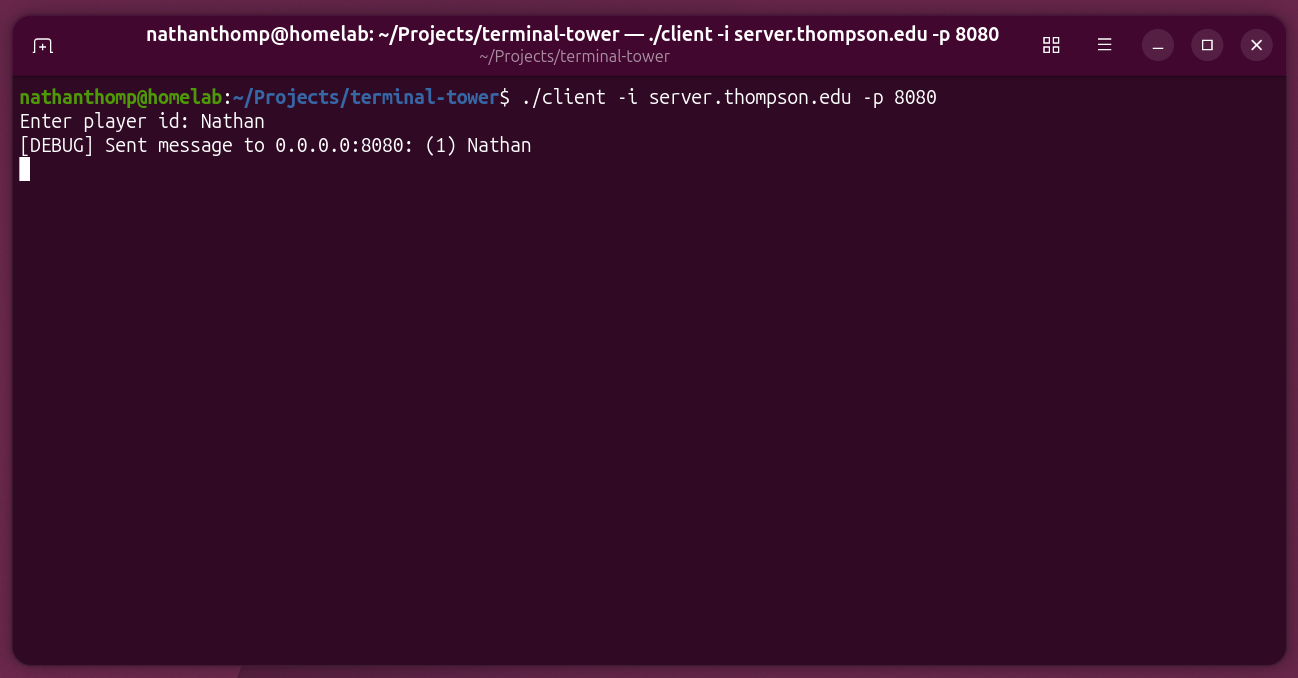 nathanthomp@homelab: ~/Projects/terminal-tower — ./client -i server.thompson.edu -p 8080
~/Projects/terminal-tower
nathanthomp@homelab:~/Projects/terminal-tower$ ./client -i server.thompson.edu -p 8080
Enter player id: Nathan
[DEBUG] Sent message to 0.0.0.0:8080: (1) Nathan